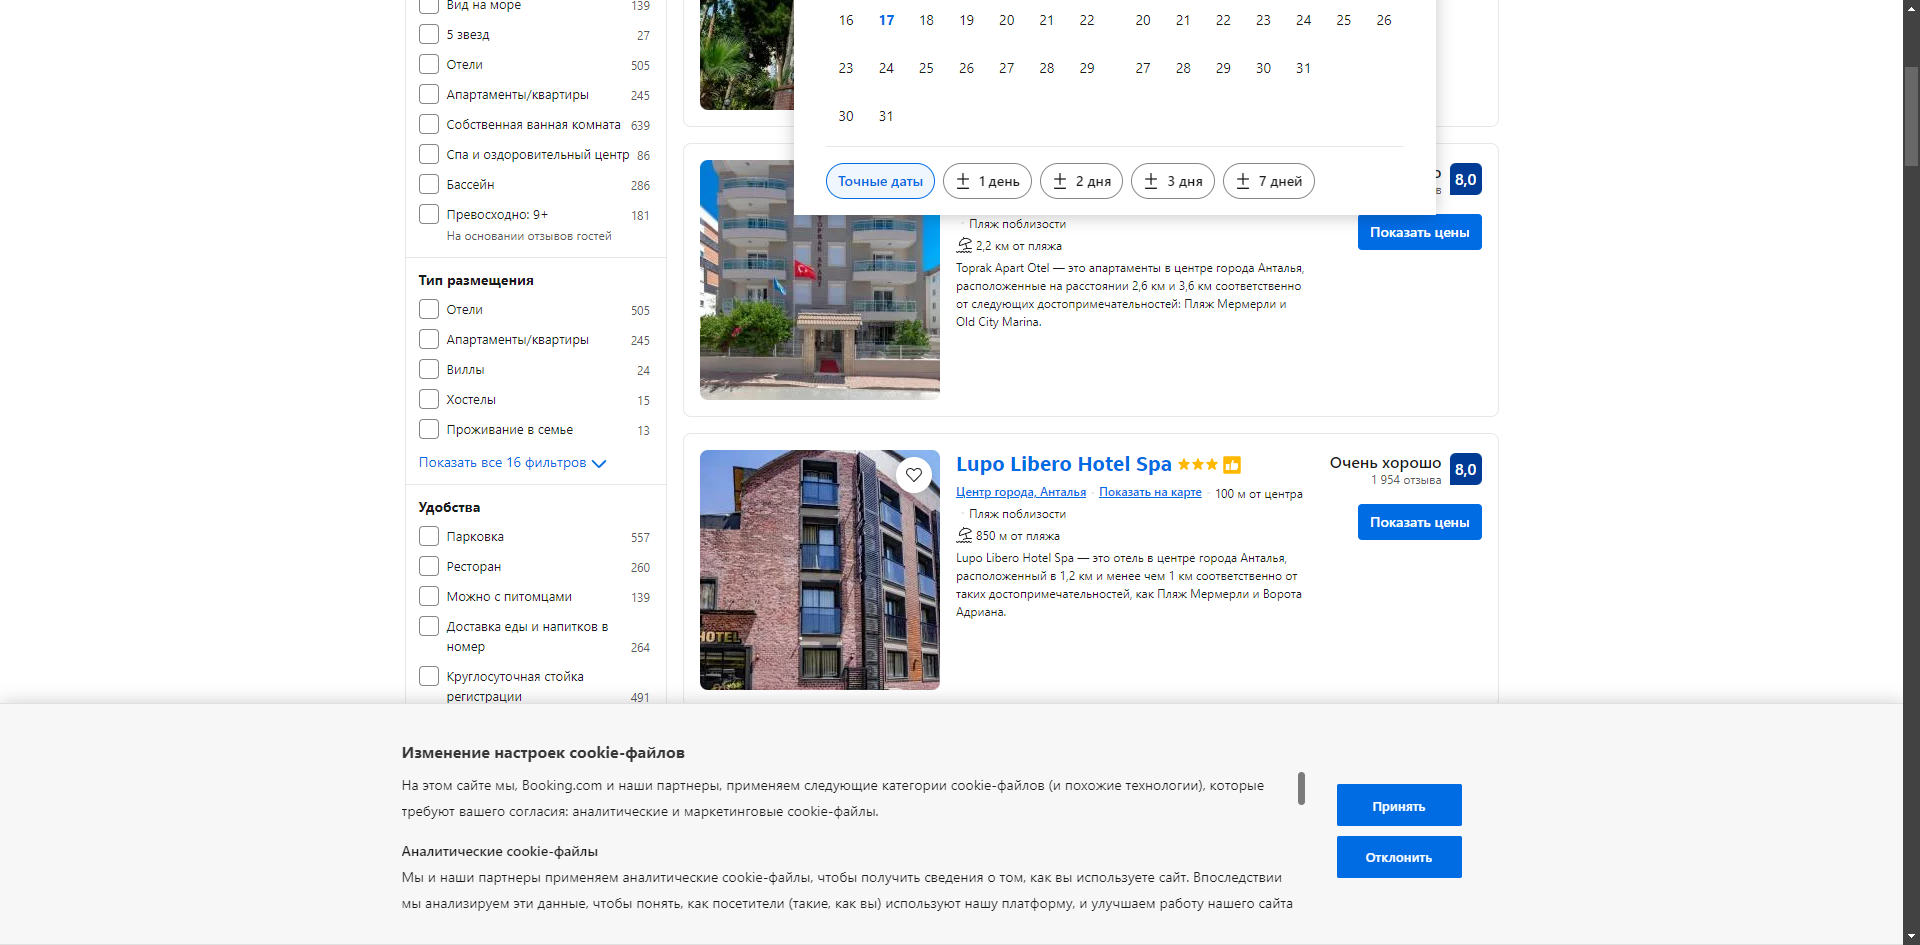 Вид на море 139
5 звезд 27
Отели 505
Апартаменты/квартиры 245
Собственная ванная комната 639
Спа и оздоровительный центр 86
Бассейн 286
Превосходно: 9+ 181
На основании отзывов гостей
Тип размещения
Отели 505
Апартаменты/квартиры 245
Виллы 24
Хостелы 15
Проживание в семье 13
Показать все 16 фильтров
Удобства
Парковка 557
Ресторан 260
Можно с питомцами 139
Доставка еды и напитков в
номер 264
Круглосуточная стойка
регистрации 491
16 17 18 19 20 21 22
23 24 25 26 27 28 29
30 31
20 21 22 23 24 25 26
27 28 29 30 31
Точные даты
± 1 день
± 2 дня
± 3 дня
± 7 дней
8,0
Показать цены
· Пляж поблизости
2,2 км от пляжа
Toprak Apart Otel — это апартаменты в центре города Анталья,
расположенные на расстоянии 2,6 км и 3,6 км соответственно
от следующих достопримечательностей: Пляж Мермерли и
Old City Marina.
TOPRAK APART
HOTEL
Lupo Libero Hotel Spa
Центр города, Анталья · Показать на карте · 100 м от центра
· Пляж поблизости
850 м от пляжа
Lupo Libero Hotel Spa — это отель в центре города Анталья,
расположенный в 1,2 км и менее чем 1 км соответственно от
таких достопримечательностей, как Пляж Мермерли и Ворота
Адриана.
Очень хорошо 8,0
1 954 отзыва
Показать цены
Изменение настроек cookie-файлов
На этом сайте мы, Booking.com и наши партнеры, применяем следующие категории cookie-файлов (и похожие технологии), которые
требуют вашего согласия: аналитические и маркетинговые cookie-файлы.
Аналитические cookie-файлы
Мы и наши партнеры применяем аналитические cookie-файлы, чтобы получить сведения о том, как вы используете сайт. Впоследствии
мы анализируем эти данные, чтобы понять, как посетители (такие, как вы) используют нашу платформу, и улучшаем работу нашего сайта
Принять
Отклонить